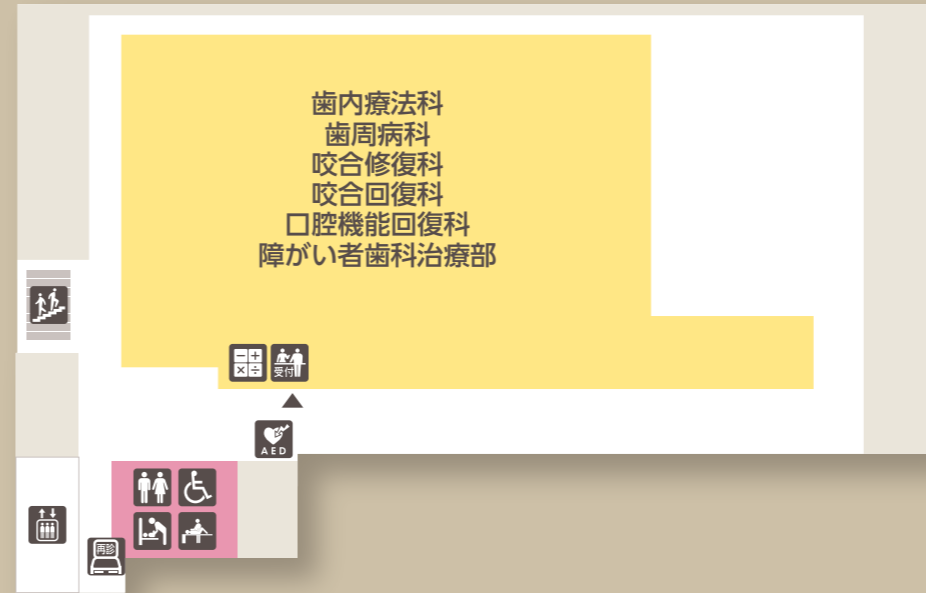 歯内療法科
歯周病科
咬合修復科
咬合回復科
口腔機能回復科
障がい者歯科治療部
－＋
×÷
受付
AED
再診